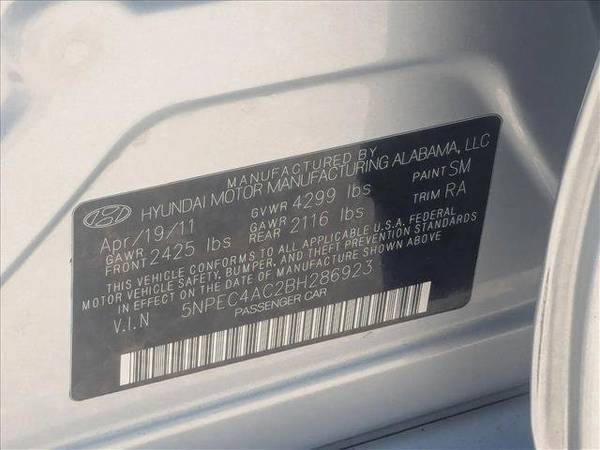 MANUFACTURED BY
HYUNDAI MOTOR MANUFACTURING ALABAMA, LLC
Apr/19/11 GVWR 4299 lbs PAINT SM
GAWR FRONT 2425 lbs GAWR REAR 2116 lbs TRIM RA
THIS VEHICLE CONFORMS TO ALL APPLICABLE U.S.A. FEDERAL
MOTOR VEHICLE SAFETY, BUMPER, AND THEFT PREVENTION STANDARDS
IN EFFECT ON THE DATE OF MANUFACTURE SHOWN ABOVE
V.I.N 5NPEC4AC2BH286923
PASSENGER CAR